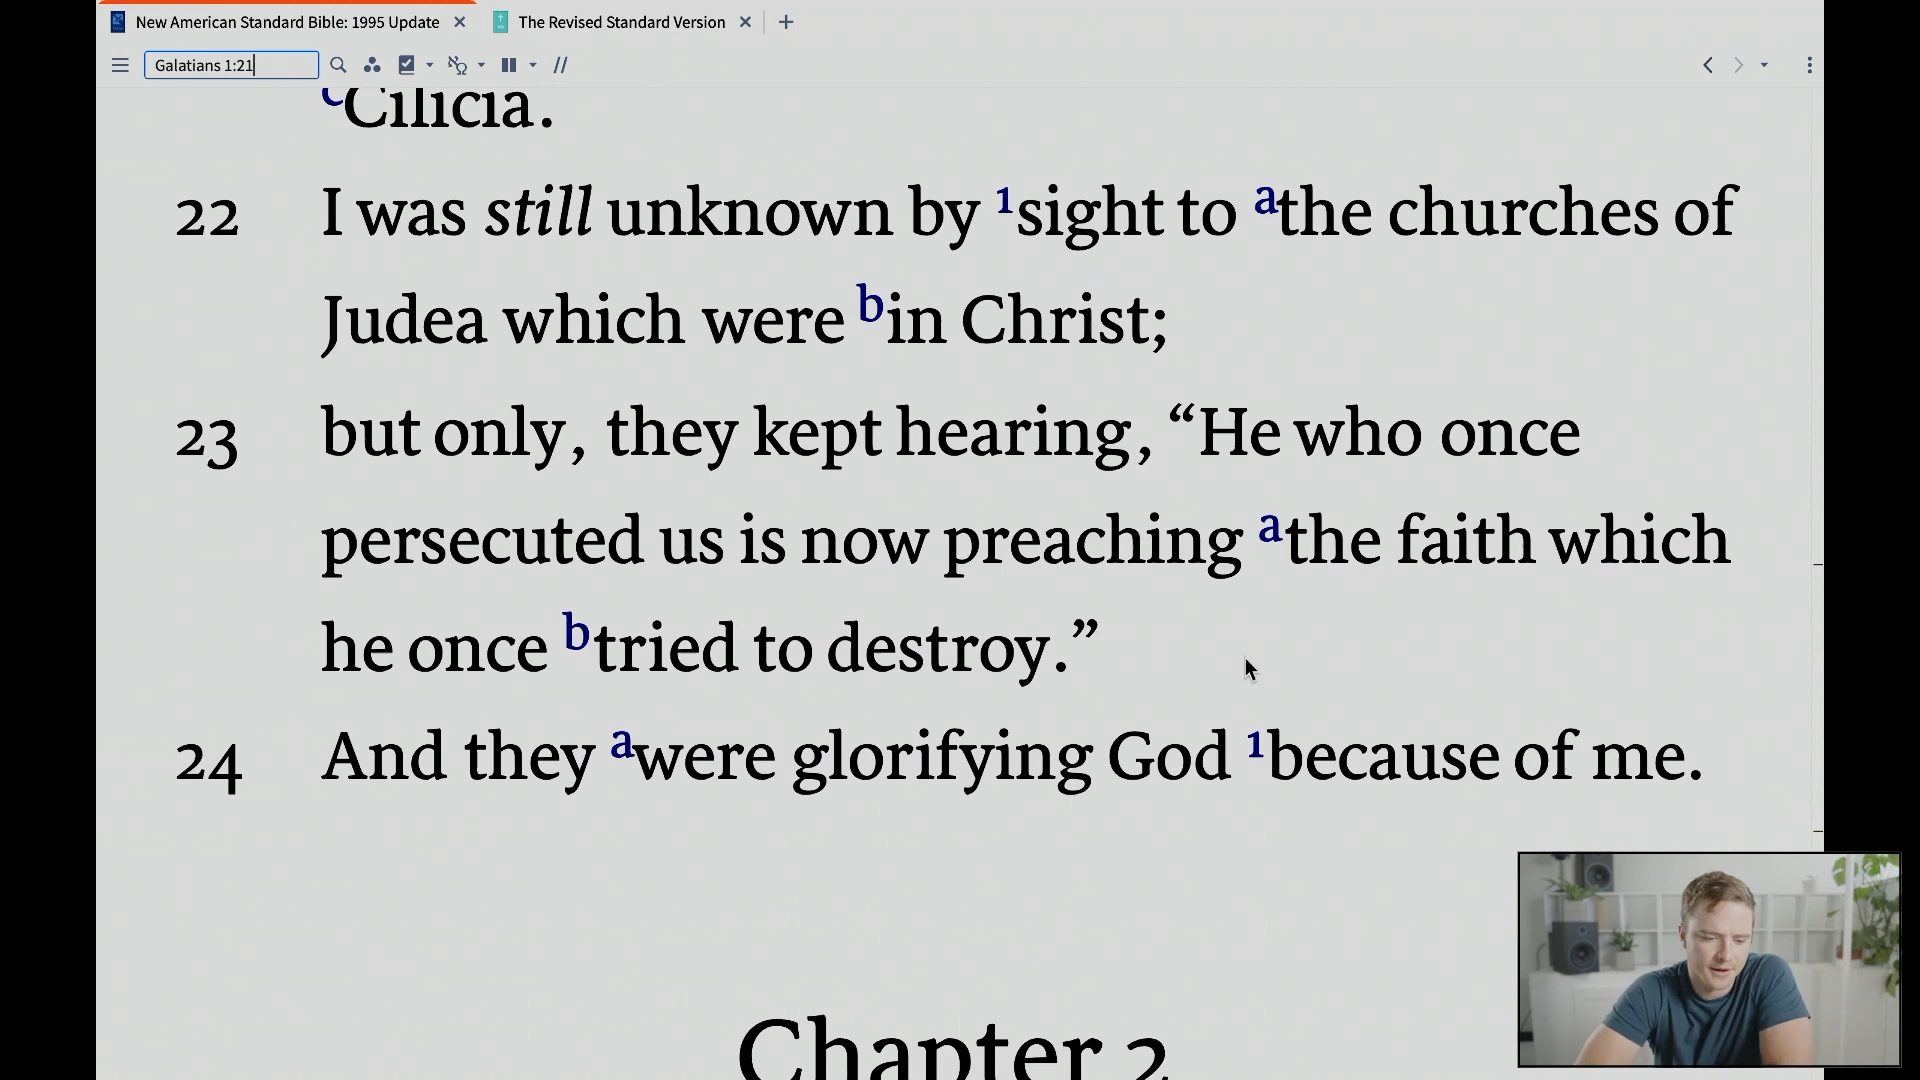 New American Standard Bible: 1995 Update
The Revised Standard Version
Galatians 1:21
cCilicia.
22 I was still unknown by 1sight to athe churches of
Judea which were bin Christ;
23 but only, they kept hearing, “He who once
persecuted us is now preaching athe faith which
he once btried to destroy.”
24 And they awere glorifying God 1because of me.
Chapter 2